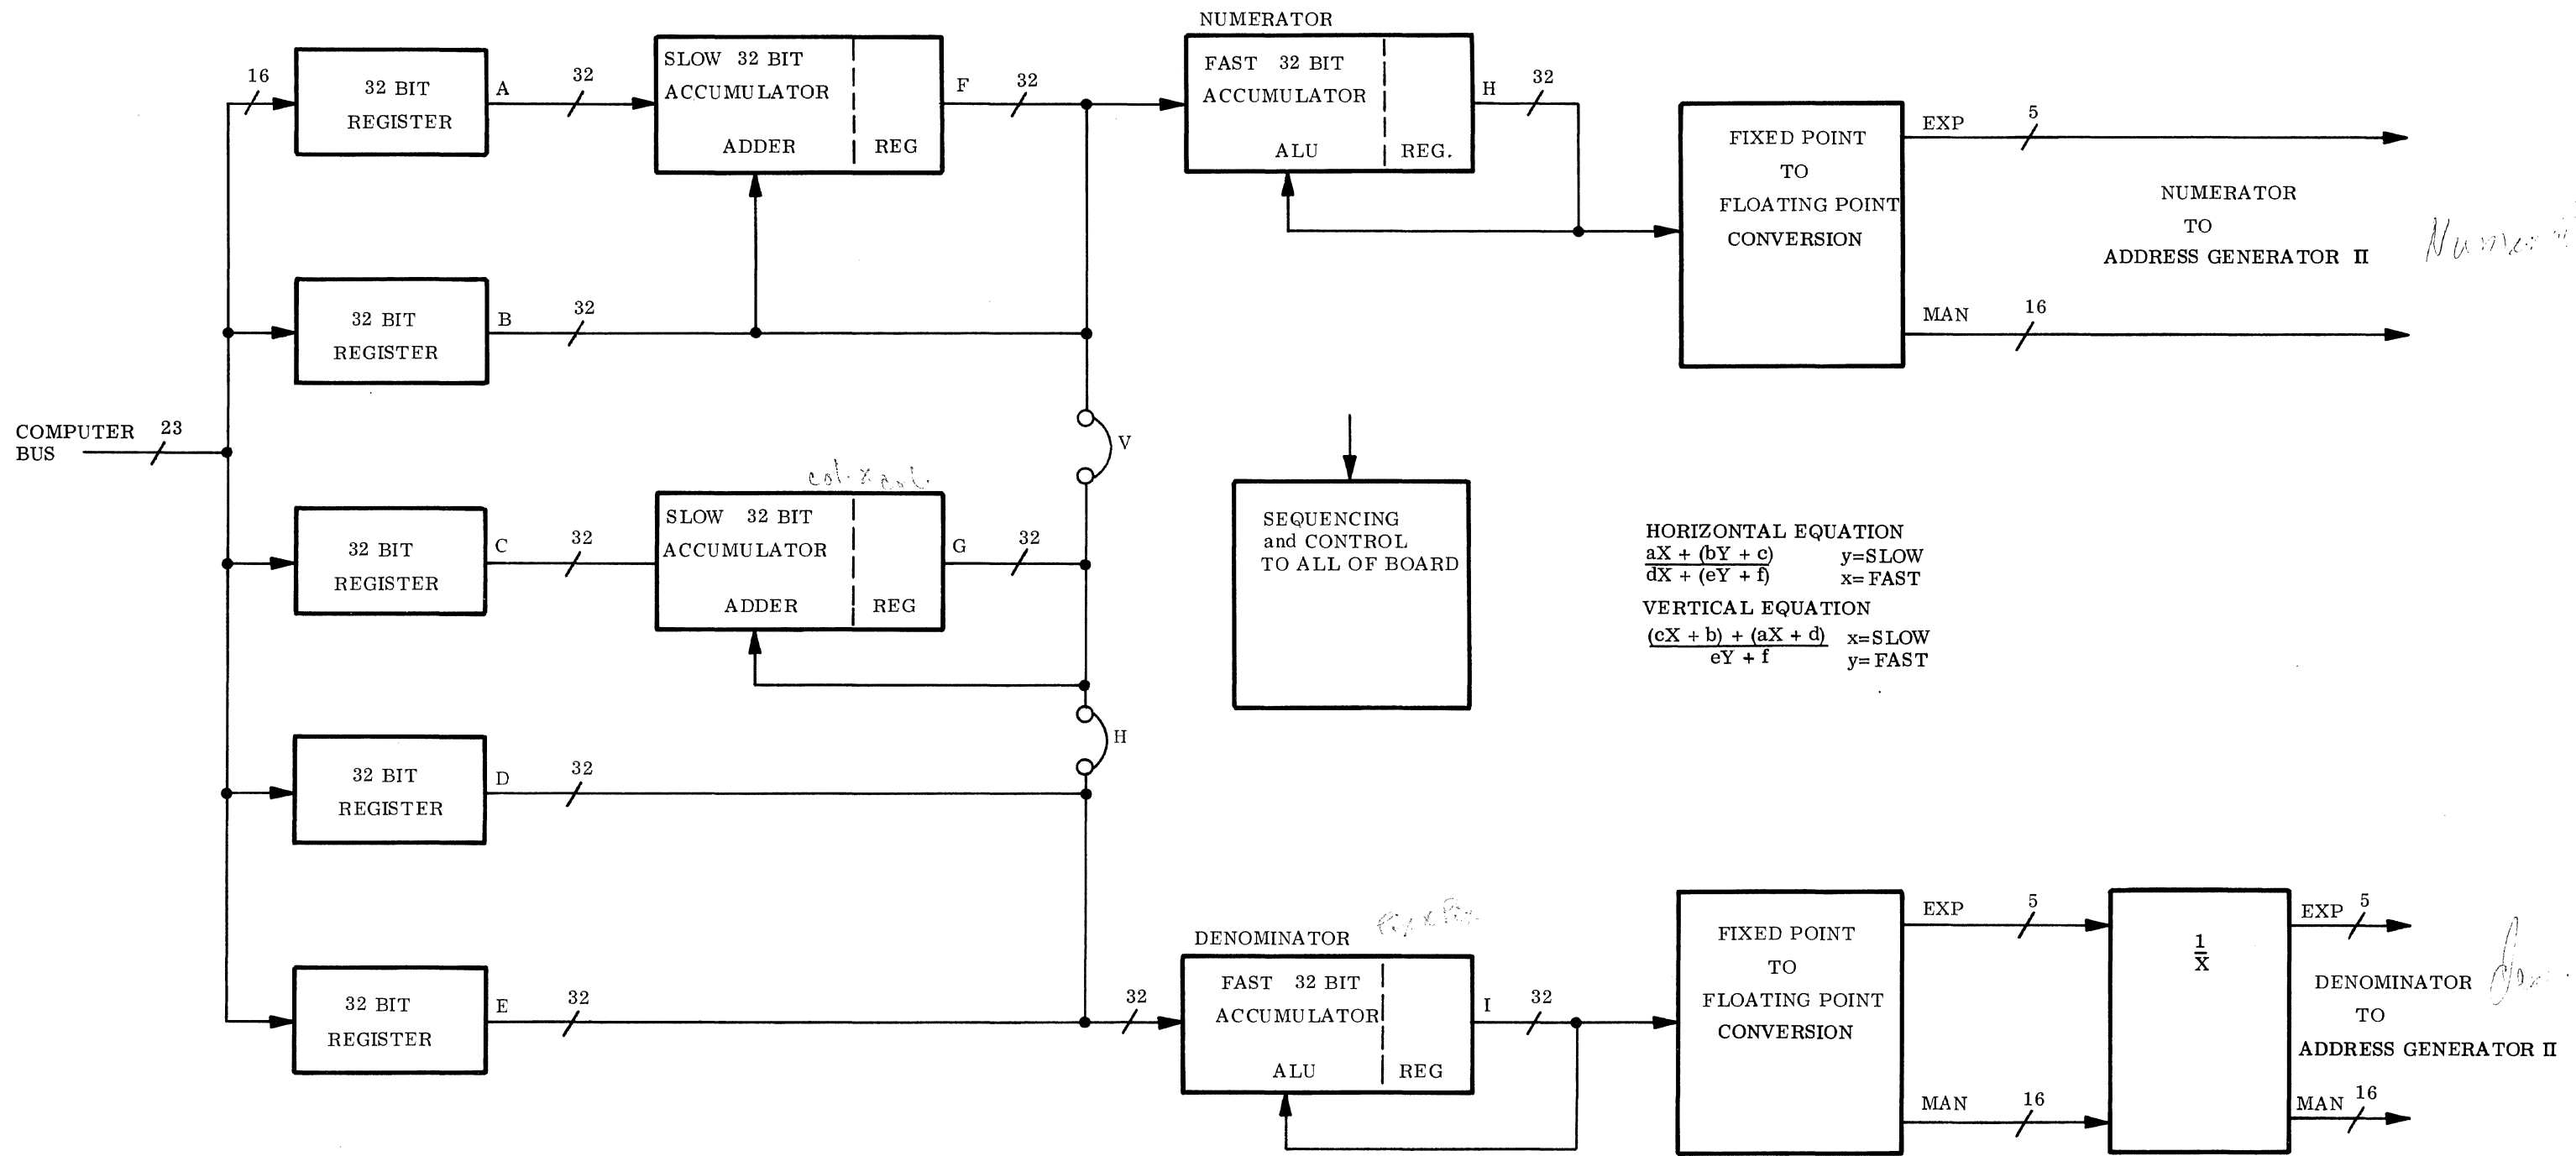 NUMERATOR
16
32 BIT
REGISTER
A
32
SLOW 32 BIT
ACCUMULATOR
ADDER
REG
F
32
FAST 32 BIT
ACCUMULATOR
ALU
REG.
H
32
FIXED POINT
TO
FLOATING POINT
CONVERSION
EXP
5
NUMERATOR
TO
ADDRESS GENERATOR II
MAN
16
32 BIT
REGISTER
B
32
COMPUTER
BUS
23
V
col. x col.
32 BIT
REGISTER
C
32
SLOW 32 BIT
ACCUMULATOR
ADDER
REG
G
32
SEQUENCING
and CONTROL
TO ALL OF BOARD
HORIZONTAL EQUATION
aX + (bY + c) y=SLOW
dX + (eY + f) x= FAST
VERTICAL EQUATION
(cX + b) + (aX + d) x=SLOW
eY + f y= FAST
H
32 BIT
REGISTER
D
32
32 BIT
REGISTER
E
32
32
DENOMINATOR
FAST 32 BIT
ACCUMULATOR
ALU
REG
I
32
FIXED POINT
TO
FLOATING POINT
CONVERSION
EXP
5
MAN
16
1
X
EXP
5
DENOMINATOR
TO
ADDRESS GENERATOR II
MAN
16